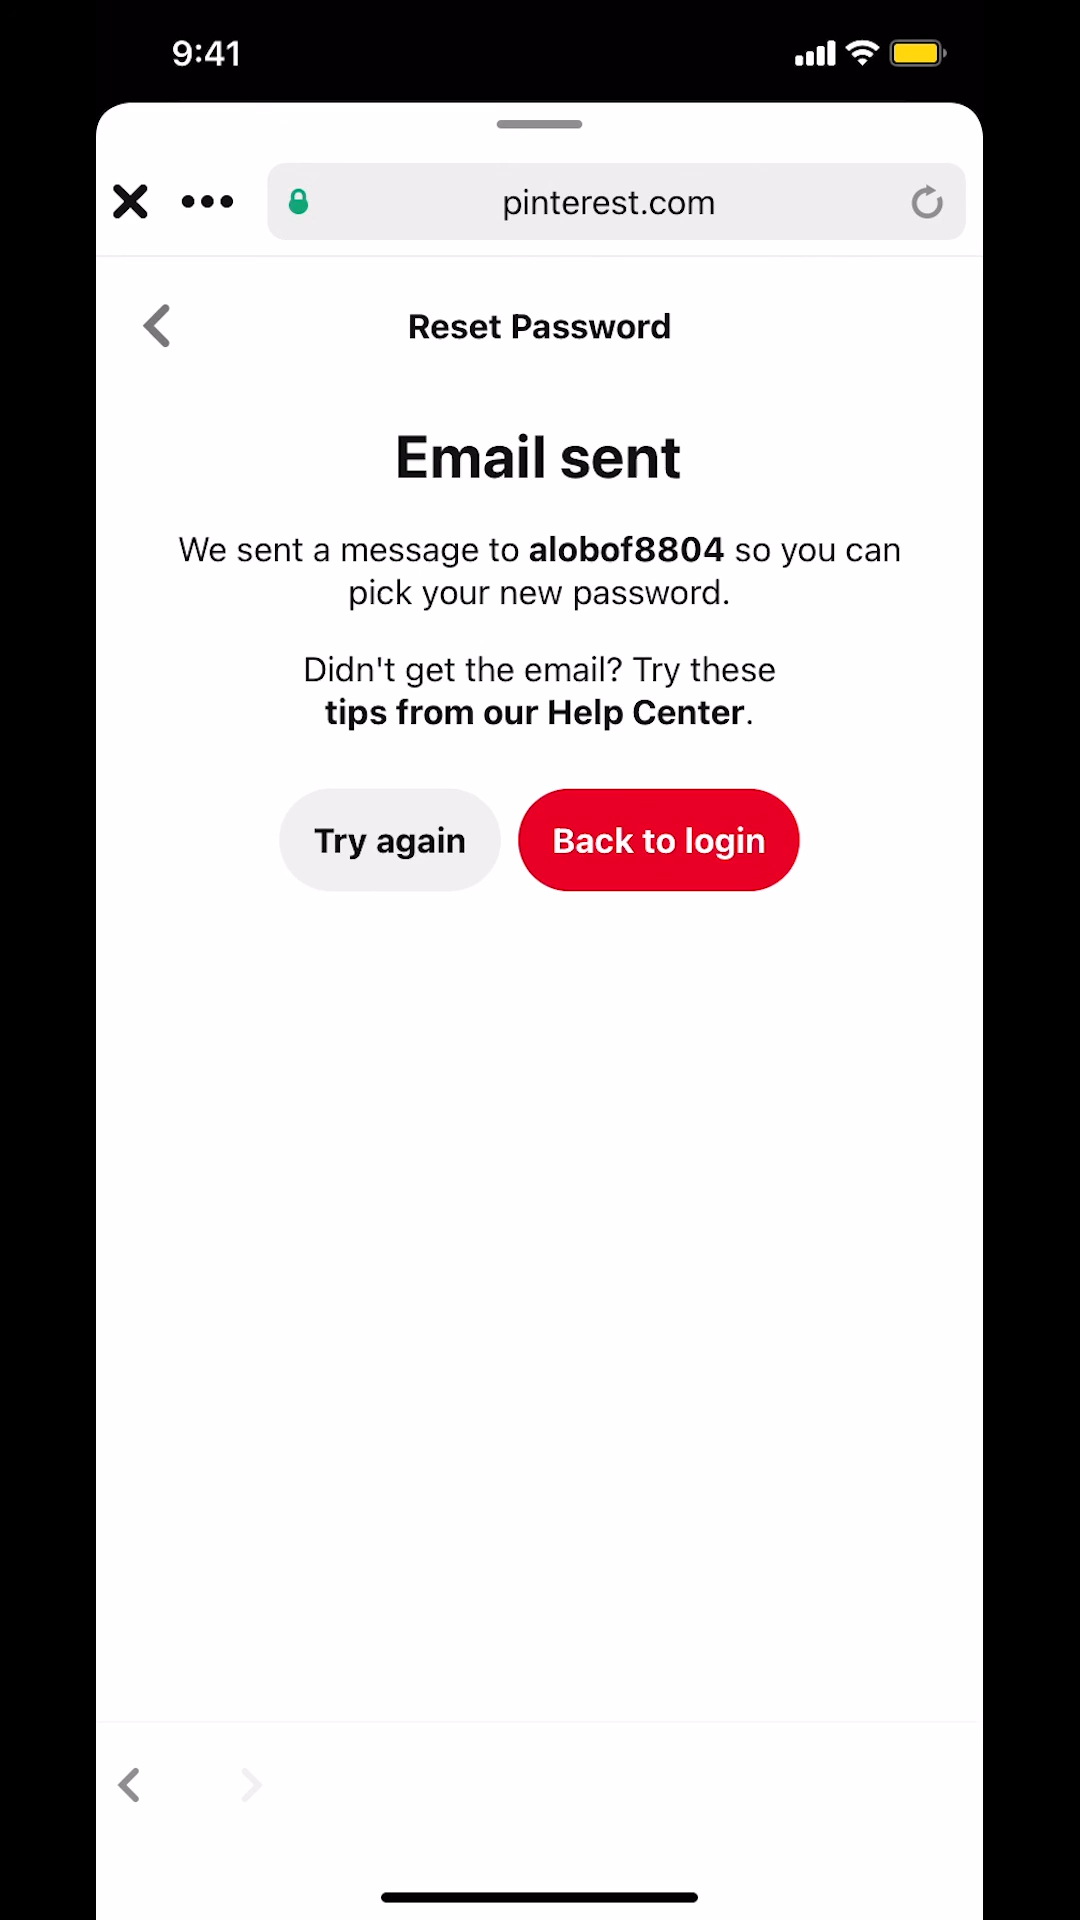 9:41
pinterest.com
Reset Password
Email sent
We sent a message to alobof8804 so you can
pick your new password.
Didn't get the email? Try these
tips from our Help Center.
Try again
Back to login